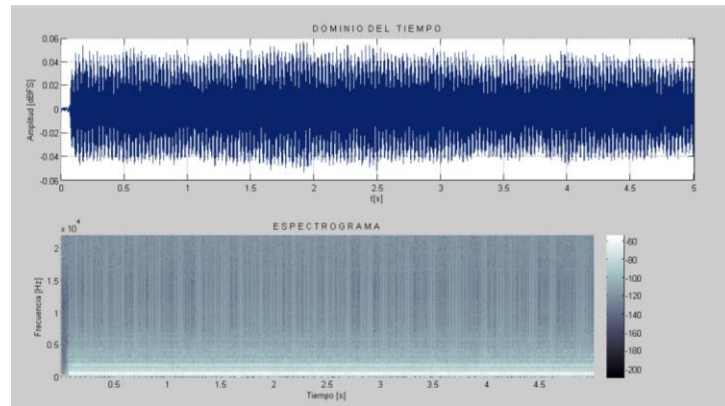 DOMINIO DEL TIEMPO
0.06
0.04
0.02
0
-0.02
-0.04
-0.06
Amplitud [dBFS]
0 0.5 1 1.5 2 2.5 3 3.5 4 4.5 5
t[s]
ESPECTROGRAMA
x 10^4
2
1.5
1
0.5
0
Frecuencia [Hz]
0.5 1 1.5 2 2.5 3 3.5 4 4.5
Tiempo [s]
-60
-80
-100
-120
-140
-160
-180
-200